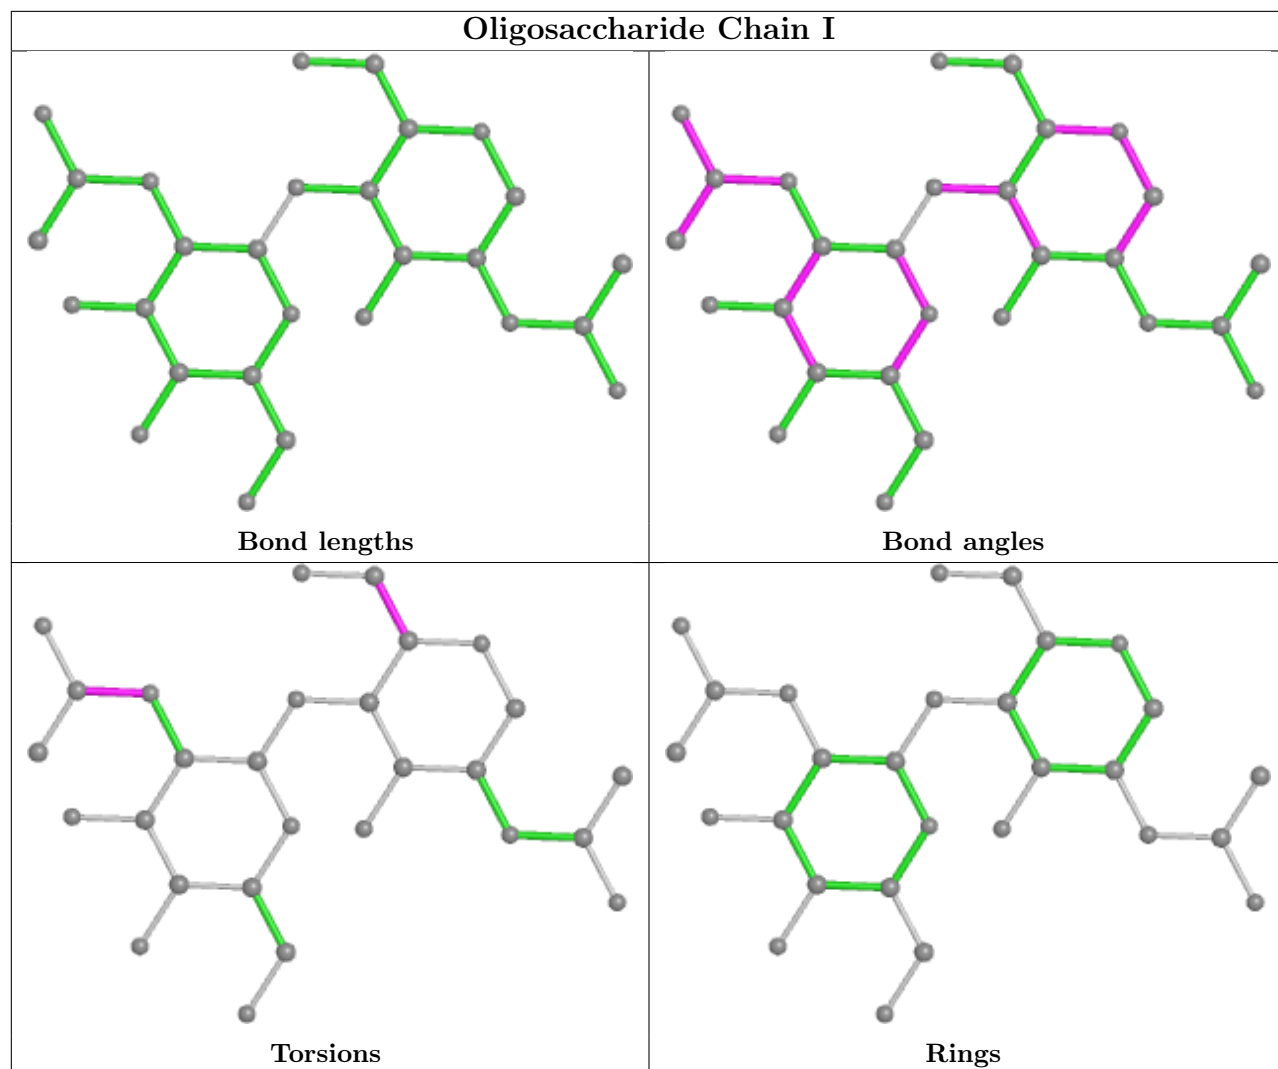 Oligosaccharide Chain I
Bond lengths
Bond angles
Torsions
Rings